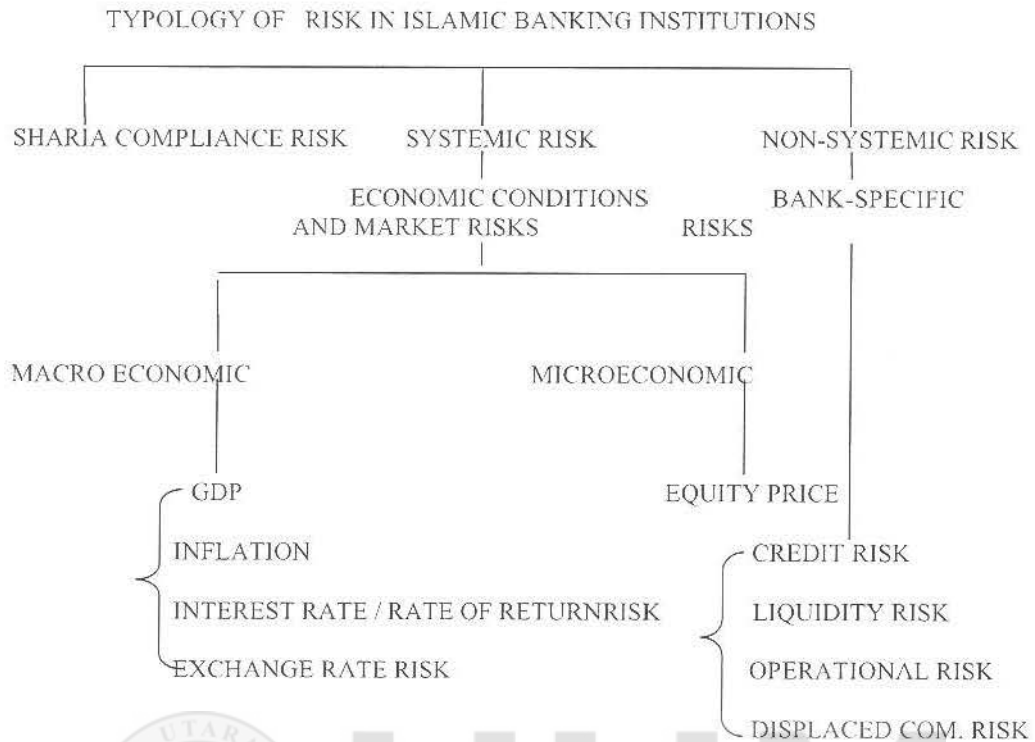 TYPOLOGY OF RISK IN ISLAMIC BANKING INSTITUTIONS
SHARIA COMPLIANCE RISK SYSTEMIC RISK NON-SYSTEMIC RISK
ECONOMIC CONDITIONS BANK-SPECIFIC
AND MARKET RISKS RISKS
MACRO ECONOMIC MICROECONOMIC
GDP EQUITY PRICE
INFLATION CREDIT RISK
INTEREST RATE / RATE OF RETURNRISK LIQUIDITY RISK
EXCHANGE RATE RISK OPERATIONAL RISK
DISPLACED COM. RISK
UTARA